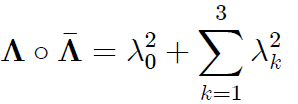 Λ ∘ Λ̄ = λ₀² + ∑ₖ₌₁³ λₖ²